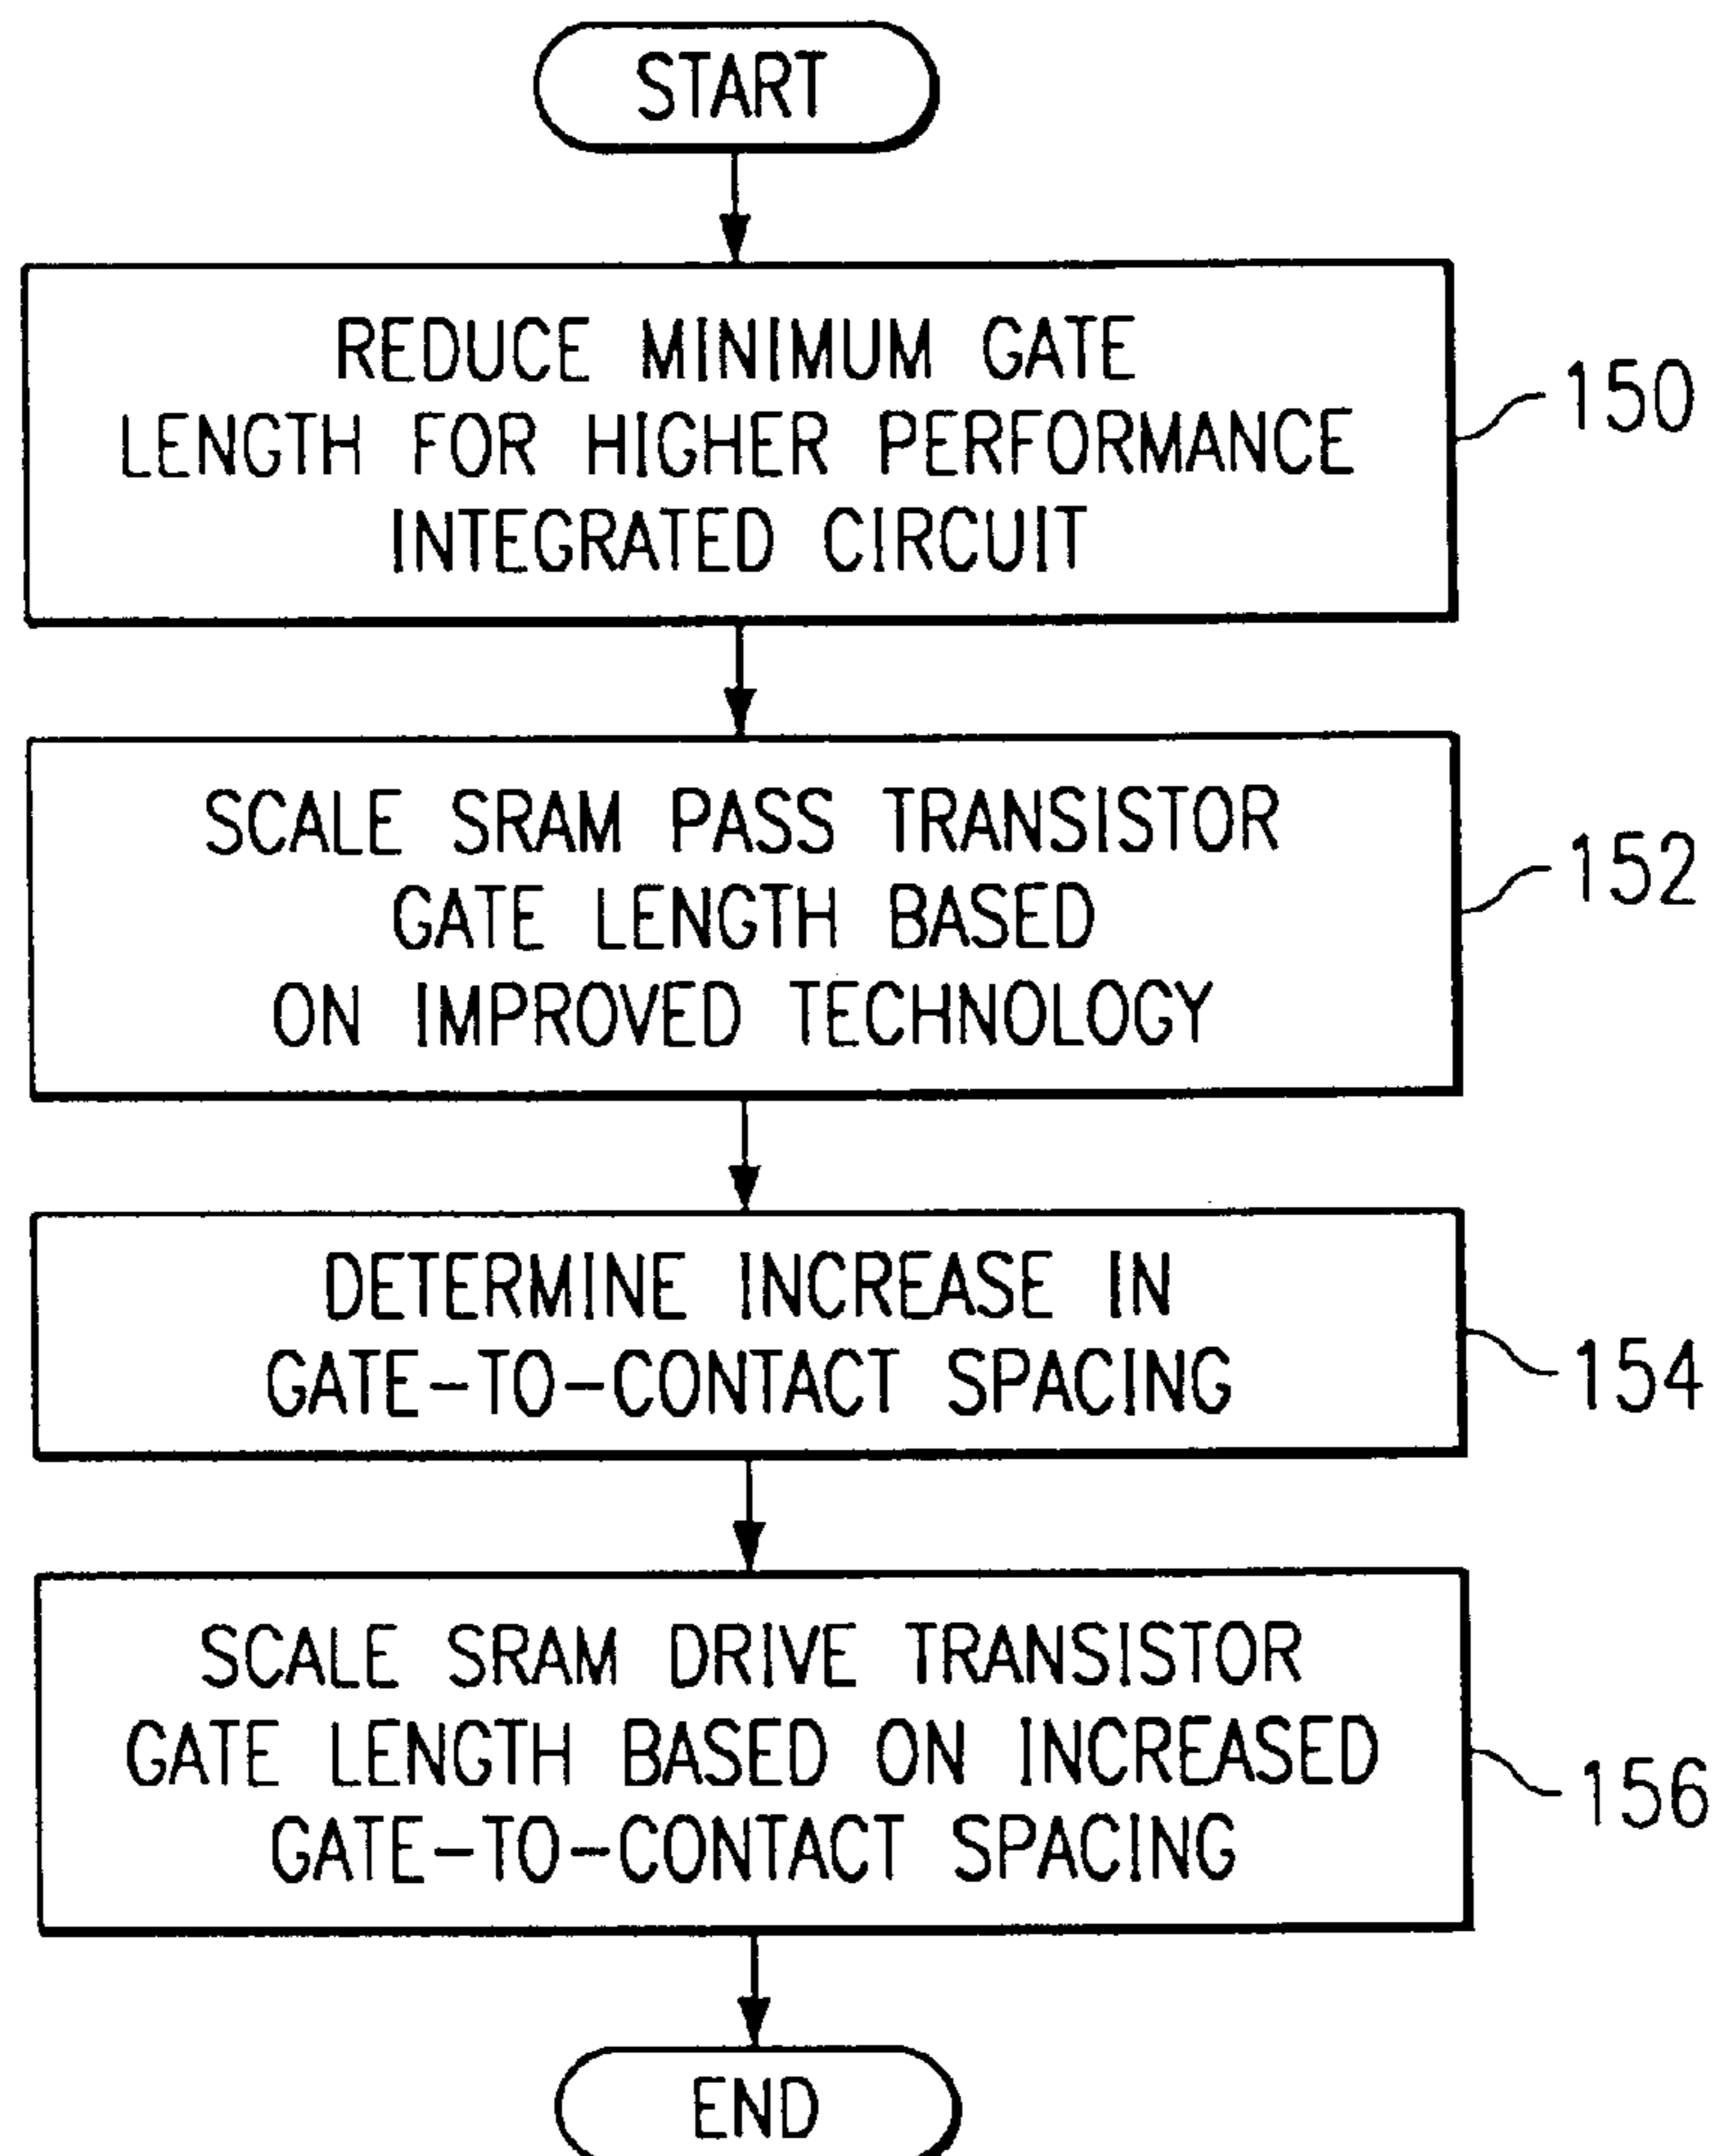 START
REDUCE MINIMUM GATE
LENGTH FOR HIGHER PERFORMANCE
INTEGRATED CIRCUIT
150
SCALE SRAM PASS TRANSISTOR
GATE LENGTH BASED
ON IMPROVED TECHNOLOGY
152
DETERMINE INCREASE IN
GATE-TO-CONTACT SPACING
154
SCALE SRAM DRIVE TRANSISTOR
GATE LENGTH BASED ON INCREASED
GATE-TO-CONTACT SPACING
156
END